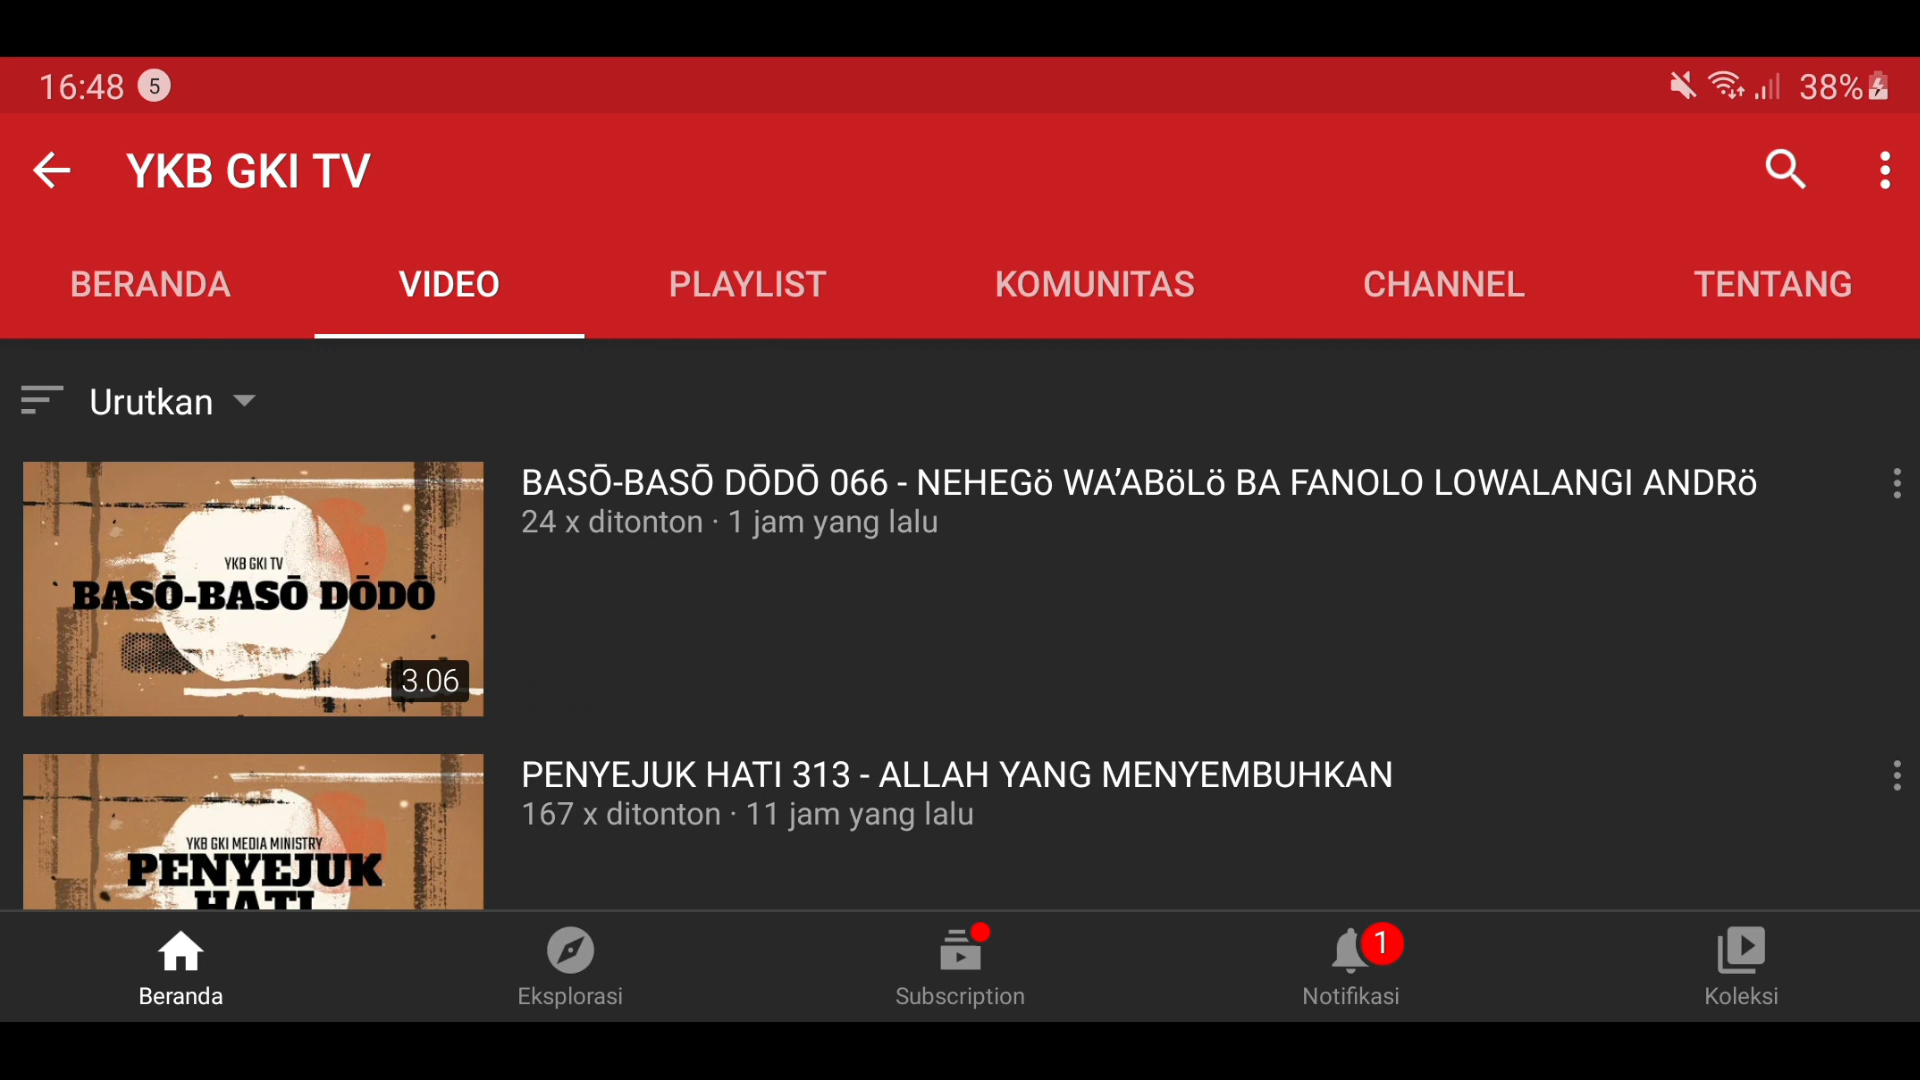 16:48 5 38%
YKB GKI TV
BERANDA VIDEO PLAYLIST KOMUNITAS CHANNEL TENTANG
Urutkan
BASŌ-BASŌ DŌDŌ 066 - NEHEGö WA’ABöLö BA FANOLO LOWALANGI ANDRö
24 x ditonton · 1 jam yang lalu
YKB GKI TV
BASŌ-BASŌ DŌDŌ
3.06
PENYEJUK HATI 313 - ALLAH YANG MENYEMBUHKAN
167 x ditonton · 11 jam yang lalu
YKB GKI MEDIA MINISTRY
PENYEJUK
HATI
1
Beranda Eksplorasi Subscription Notifikasi Koleksi